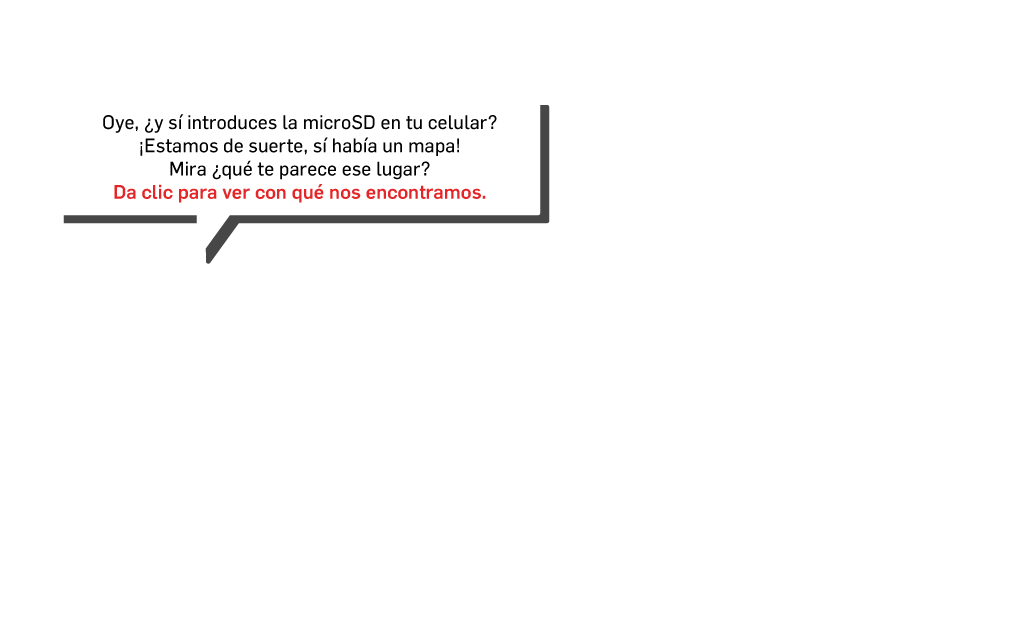 Oye, ¿y sí introduces la microSD en tu celular?
¡Estamos de suerte, sí había un mapa!
Mira ¿qué te parece ese lugar?
Da clic para ver con qué nos encontramos.